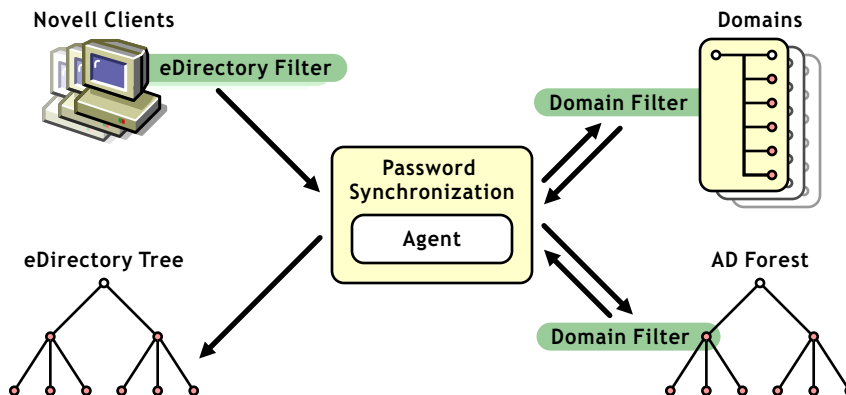 Novell Clients
eDirectory Filter
Domains
Domain Filter
Password
Synchronization
Agent
eDirectory Tree
AD Forest
Domain Filter